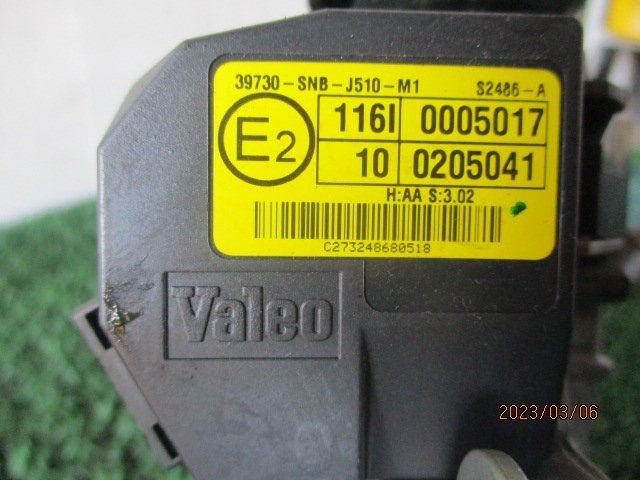 39730-SNB-J510-M1 S2486-A
E2
116I 0005017
10 0205041
H:AA S:3.02
C273248680518
Valeo
2023/03/06